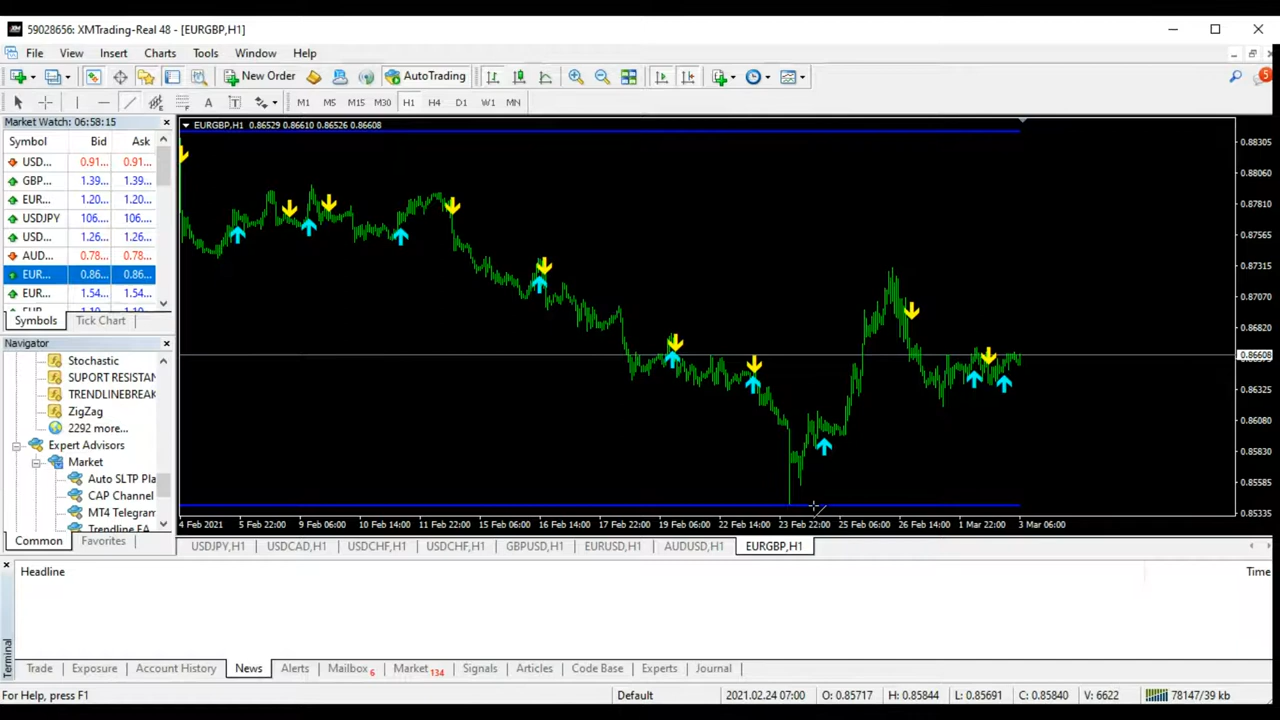 59028656: XMTrading-Real 48 - [EURGBP,H1]
File View Insert Charts Tools Window Help
New Order AutoTrading 5
A T M1 M5 M15 M30 H1 H4 D1 W1 MN
Market Watch: 06:58:15
Symbol Bid Ask
USD... 0.91... 0.91...
GBP... 1.39... 1.39...
EUR... 1.20... 1.20...
USDJPY 106.... 106....
USD... 1.26... 1.26...
AUD... 0.78... 0.78...
EUR... 0.86... 0.86...
EUR... 1.54... 1.54...
Symbols Tick Chart
Navigator
Stochastic
SUPORT RESISTAN
TRENDLINEBREAK
ZigZag
2292 more...
Expert Advisors
Market
Auto SLTP Pla
CAP Channel
MT4 Telegram
Trendline EA
Common Favorites
EURGBP,H1 0.86529 0.86610 0.86526 0.86608
0.88305
0.88060
0.87810
0.87565
0.87315
0.87070
0.86820
0.86608
0.86325
0.86080
0.85830
0.85585
0.85335
4 Feb 2021 5 Feb 22:00 9 Feb 06:00 10 Feb 14:00 11 Feb 22:00 15 Feb 06:00 16 Feb 14:00 17 Feb 22:00 19 Feb 06:00 22 Feb 14:00 23 Feb 22:00 25 Feb 06:00 26 Feb 14:00 1 Mar 22:00 3 Mar 06:00
USDJPY,H1 USDCAD,H1 USDCHF,H1 USDCHF,H1 GBPUSD,H1 EURUSD,H1 AUDUSD,H1 EURGBP,H1
Headline Time
Terminal
Trade Exposure Account History News Alerts Mailbox 6 Market 134 Signals Articles Code Base Experts Journal
For Help, press F1 Default 2021.02.24 07:00 O: 0.85717 H: 0.85844 L: 0.85691 C: 0.85840 V: 6622 78147/39 kb